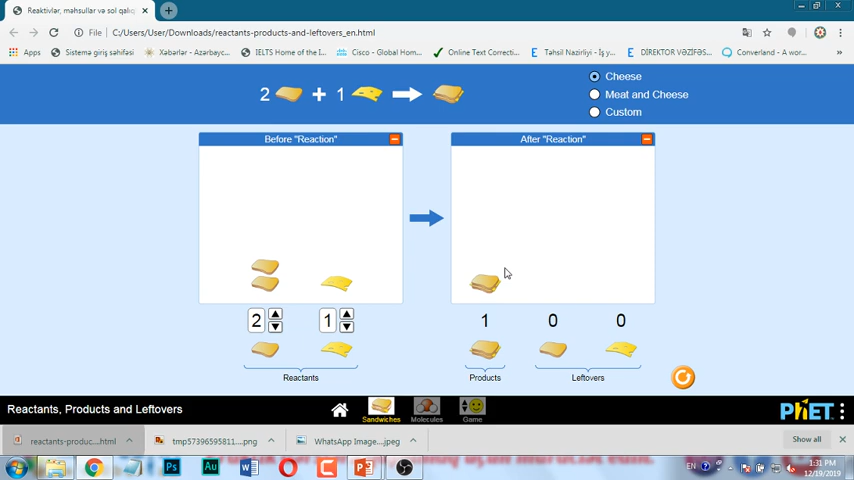 Reaktivlər, məhsullar və sol qalıq
File
C:/Users/User/Downloads/reactants-products-and-leftovers_en.html
Apps
Sistemə giriş səhifəsi
Xəbərlər - Azərbayc...
IELTS Home of the I...
Cisco - Global Hom...
Online Text Correcti...
Təhsil Nazirliyi - İş y...
DİREKTOR VƏZİFƏS...
Converland - A wor...
»
2 + 1
Cheese
Meat and Cheese
Custom
Before "Reaction"
After "Reaction"
2 1 1 0 0
Reactants
Products
Leftovers
Reactants, Products and Leftovers
Sandwiches
Molecules
Game
PhET
reactants-produc....html
tmp57396595811....png
WhatsApp Image....jpeg
Show all
EN
1:31 PM
12/19/2019